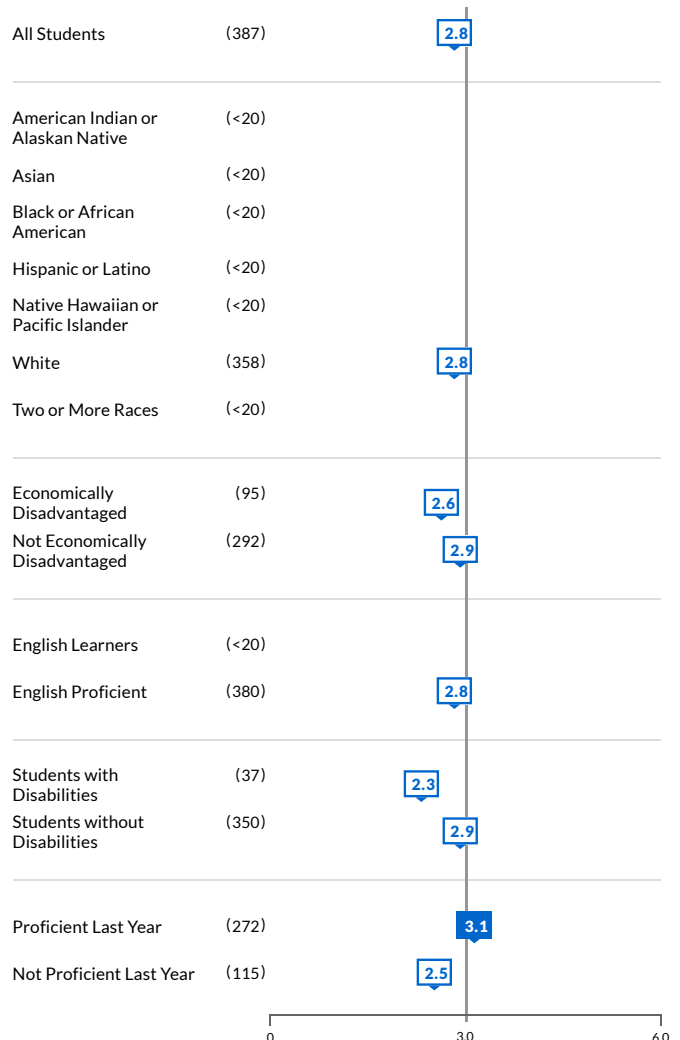 All Students (387) 2.8
American Indian or (<20)
Alaskan Native
Asian (<20)
Black or African (<20)
American
Hispanic or Latino (<20)
Native Hawaiian or (<20)
Pacific Islander
White (358) 2.8
Two or More Races (<20)
Economically (95) 2.6
Disadvantaged
Not Economically (292) 2.9
Disadvantaged
English Learners (<20)
English Proficient (380) 2.8
Students with (37) 2.3
Disabilities
Students without (350) 2.9
Disabilities
Proficient Last Year (272) 3.1
Not Proficient Last Year (115) 2.5
0 3.0 6.0